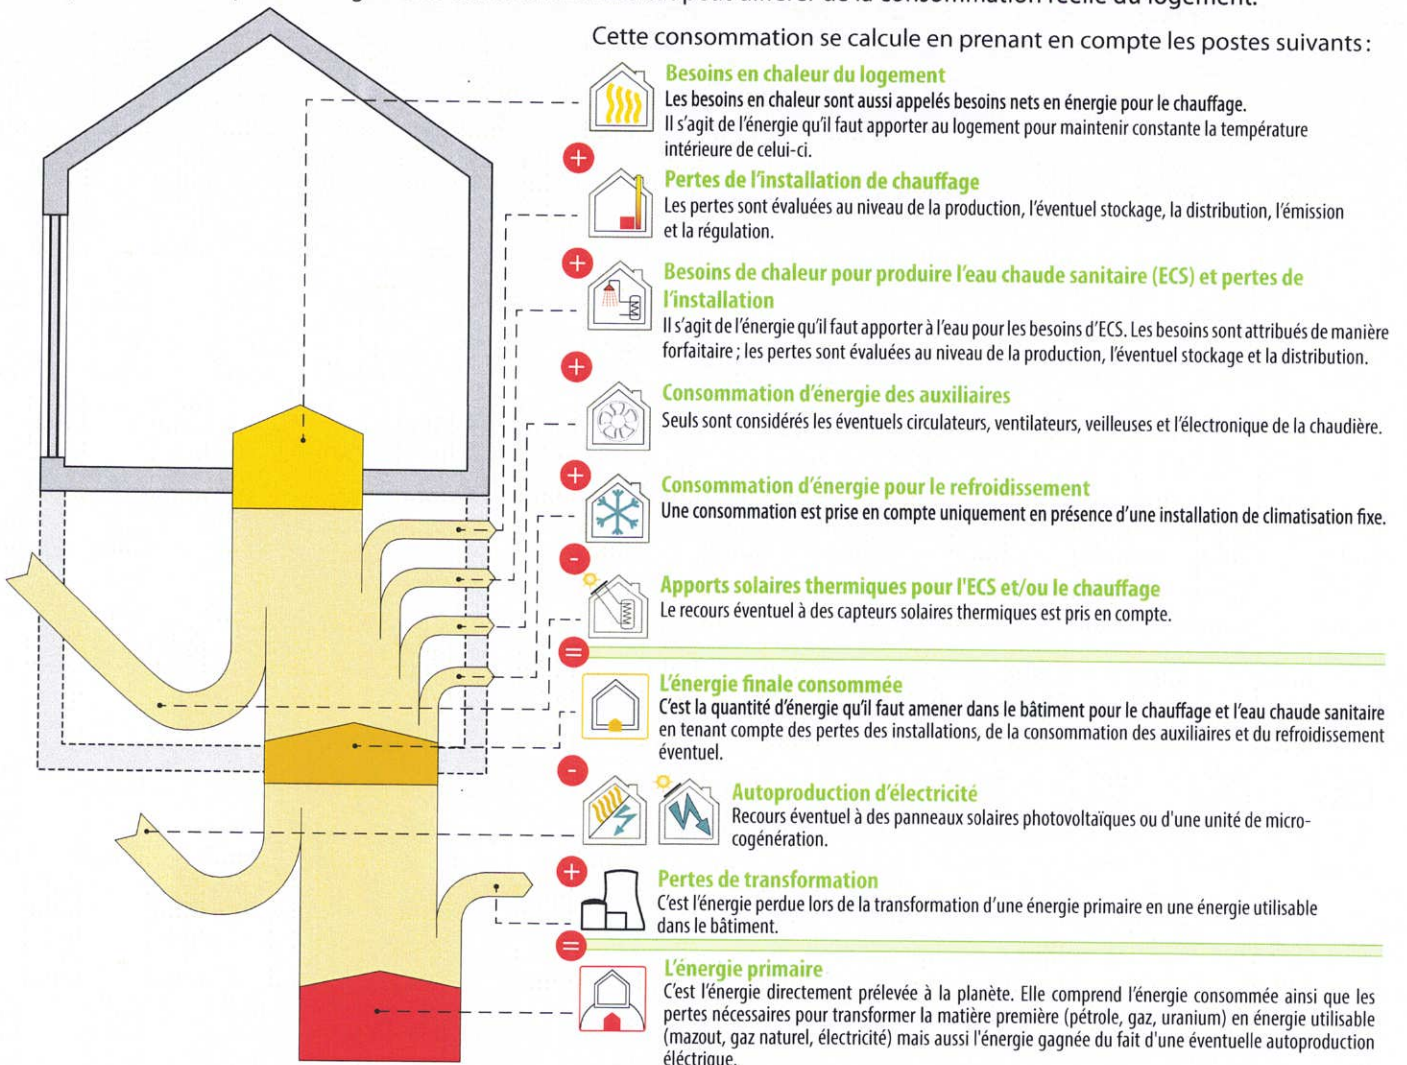 de la consommation réelle du logement.
Cette consommation se calcule en prenant en compte les postes suivants :
Besoins en chaleur du logement
Les besoins en chaleur sont aussi appelés besoins nets en énergie pour le chauffage.
Il s'agit de l'énergie qu'il faut apporter au logement pour maintenir constante la température
intérieure de celui-ci.
+
Pertes de l'installation de chauffage
Les pertes sont évaluées au niveau de la production, l'éventuel stockage, la distribution, l'émission
et la régulation.
+
Besoins de chaleur pour produire l'eau chaude sanitaire (ECS) et pertes de
l'installation
Il s'agit de l'énergie qu'il faut apporter à l'eau pour les besoins d'ECS. Les besoins sont attribués de manière
forfaitaire ; les pertes sont évaluées au niveau de la production, l'éventuel stockage et la distribution.
+
Consommation d'énergie des auxiliaires
Seuls sont considérés les éventuels circulateurs, ventilateurs, veilleuses et l'électronique de la chaudière.
+
Consommation d'énergie pour le refroidissement
Une consommation est prise en compte uniquement en présence d'une installation de climatisation fixe.
-
Apports solaires thermiques pour l'ECS et/ou le chauffage
Le recours éventuel à des capteurs solaires thermiques est pris en compte.
=
L'énergie finale consommée
C'est la quantité d'énergie qu'il faut amener dans le bâtiment pour le chauffage et l'eau chaude sanitaire
en tenant compte des pertes des installations, de la consommation des auxiliaires et du refroidissement
éventuel.
-
Autoproduction d'électricité
Recours éventuel à des panneaux solaires photovoltaïques ou d'une unité de micro-
cogénération.
+
Pertes de transformation
C'est l'énergie perdue lors de la transformation d'une énergie primaire en une énergie utilisable
dans le bâtiment.
=
L'énergie primaire
C'est l'énergie directement prélevée à la planète. Elle comprend l'énergie consommée ainsi que les
pertes nécessaires pour transformer la matière première (pétrole, gaz, uranium) en énergie utilisable
(mazout, gaz naturel, électricité) mais aussi l'énergie gagnée du fait d'une éventuelle autoproduction
éléctrique.